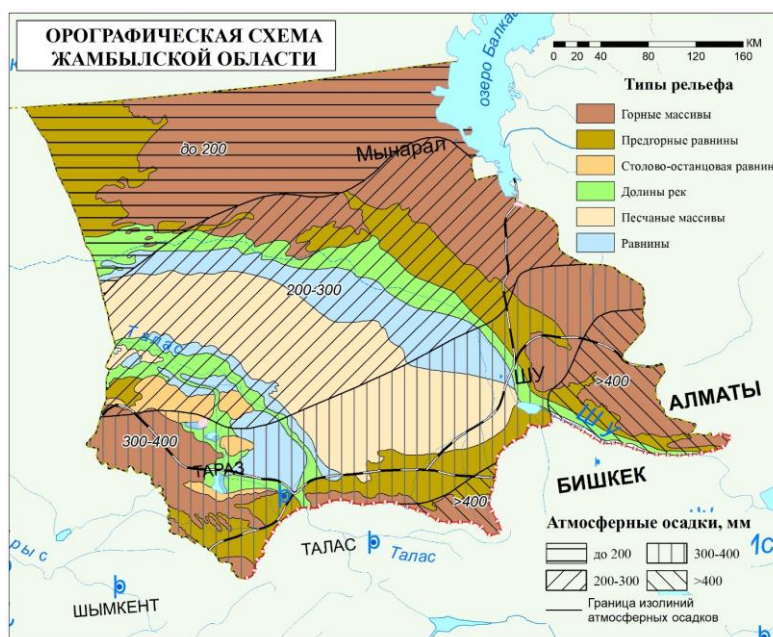 ОРОГРАФИЧЕСКАЯ СХЕМА
ЖАМБЫЛСКОЙ ОБЛАСТИ
озеро Балка
КМ
0 20 40 80 120 160
Типы рельефа
Горные массивы
Предгорные равнины
Столово-останцовая равнин
Долины рек
Песчаные массивы
Равнины
до 200
Мынарал
200-300
Талас
ШУ
>400
АЛМАТЫ
Шу
300-400
ТАРАЗ
БИШКЕК
>400
ТАЛАС
Талас
рыс
ШЫМКЕНТ
Атмосферные осадки, мм
до 200
300-400
200-300
>400
Граница изолиний
атмосферных осадков